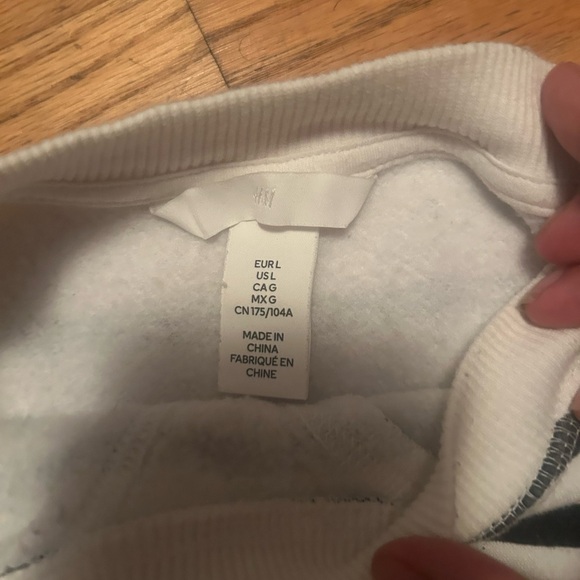 H&M
EUR L
US L
CA G
MX G
CN 175/104A
MADE IN
CHINA
FABRIQUÉ EN
CHINE